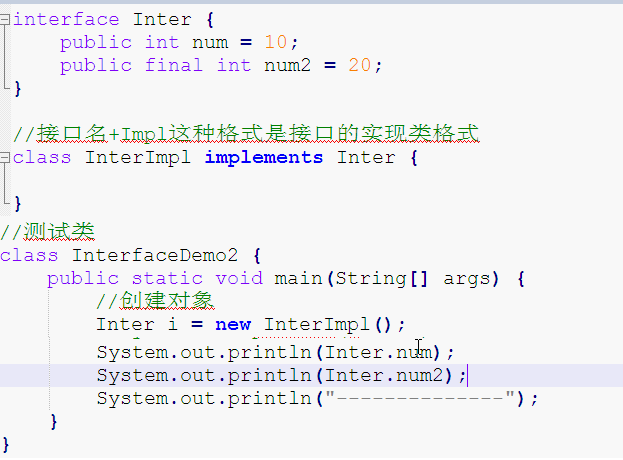 interface Inter {
    public int num = 10;
    public final int num2 = 20;
}
//接口名+Impl这种格式是接口的实现类格式
class InterImpl implements Inter {
}
//测试类
class InterfaceDemo2 {
    public static void main(String[] args) {
        //创建对象
        Inter i = new InterImpl();
        System.out.println(Inter.num);
        System.out.println(Inter.num2);
        System.out.println("--------------");
    }
}